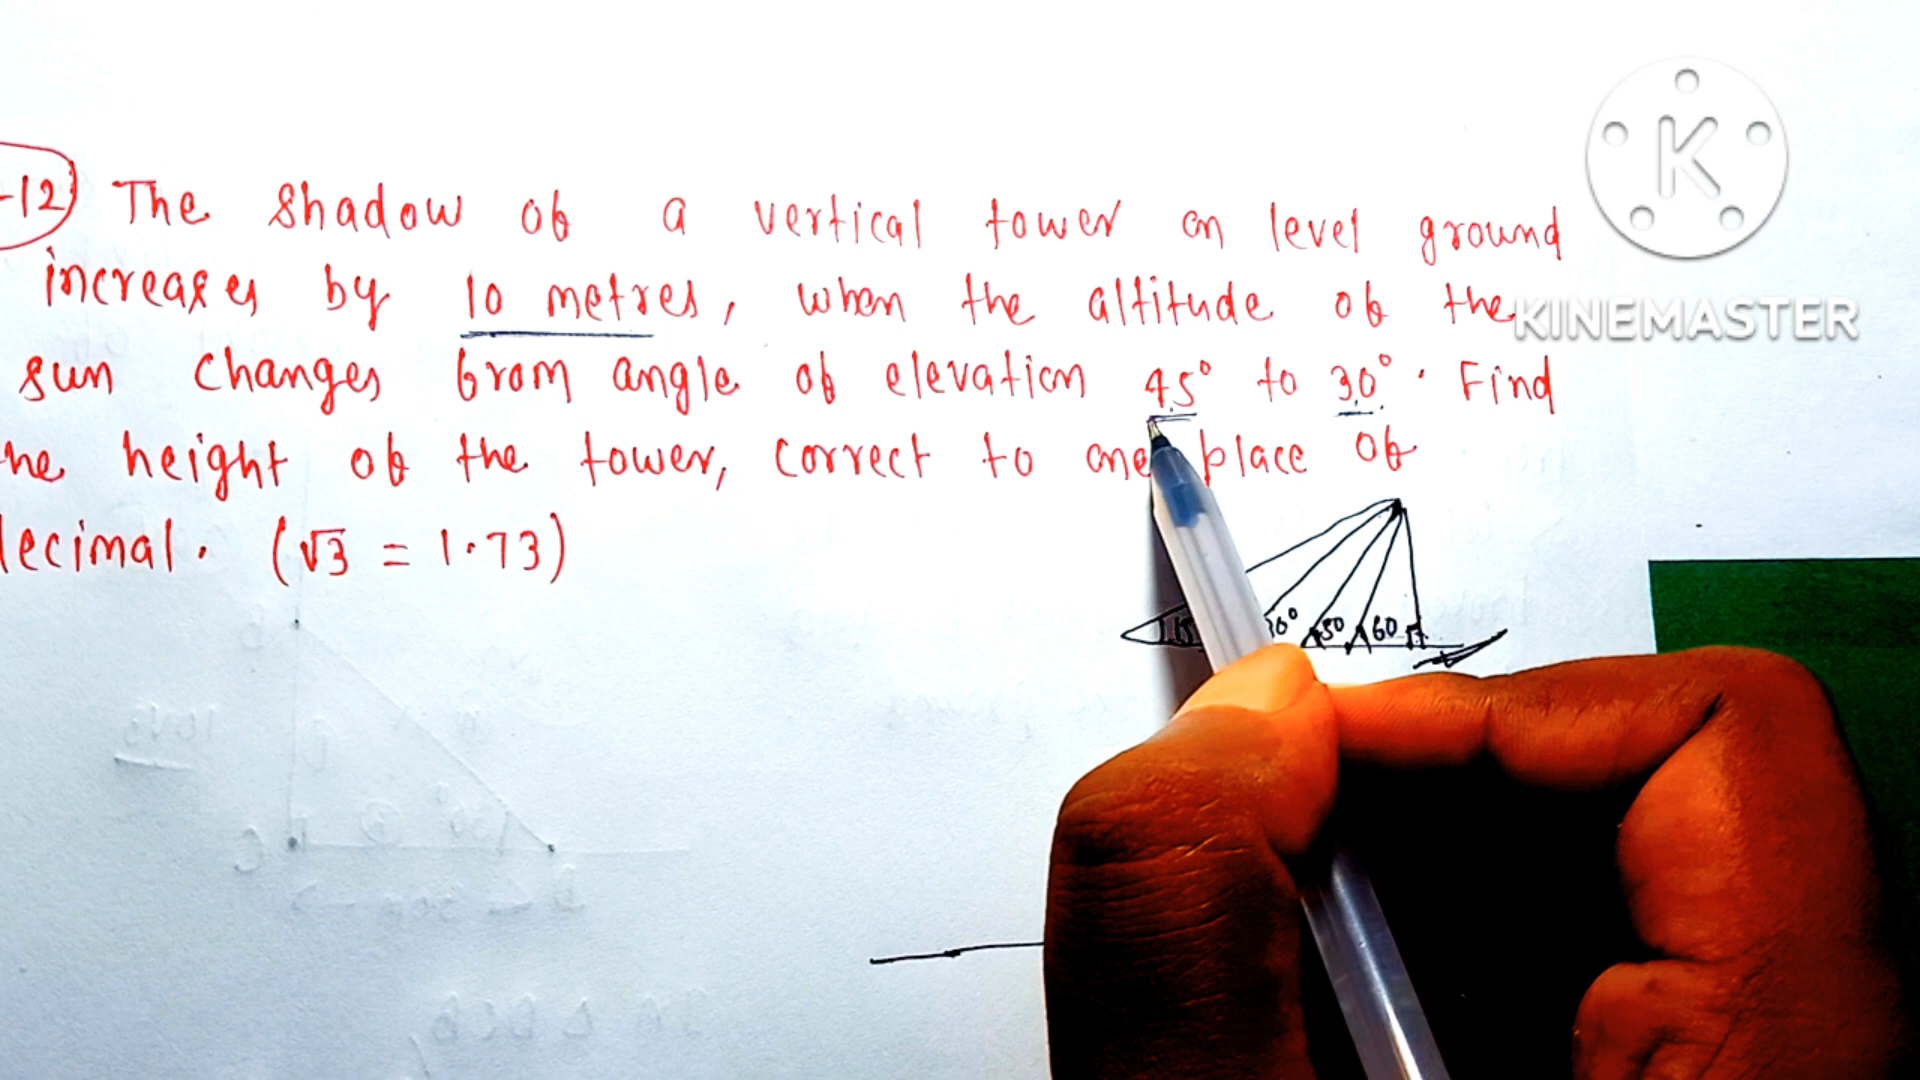 -12) The shadow of a vertical tower on level ground
increases by 10 metres, when the altitude of the
sun changes from angle of elevation 45° to 30°. Find
he height of the tower, correct to one place of
decimal. (√3 = 1.73)
KINEMASTER
30 60